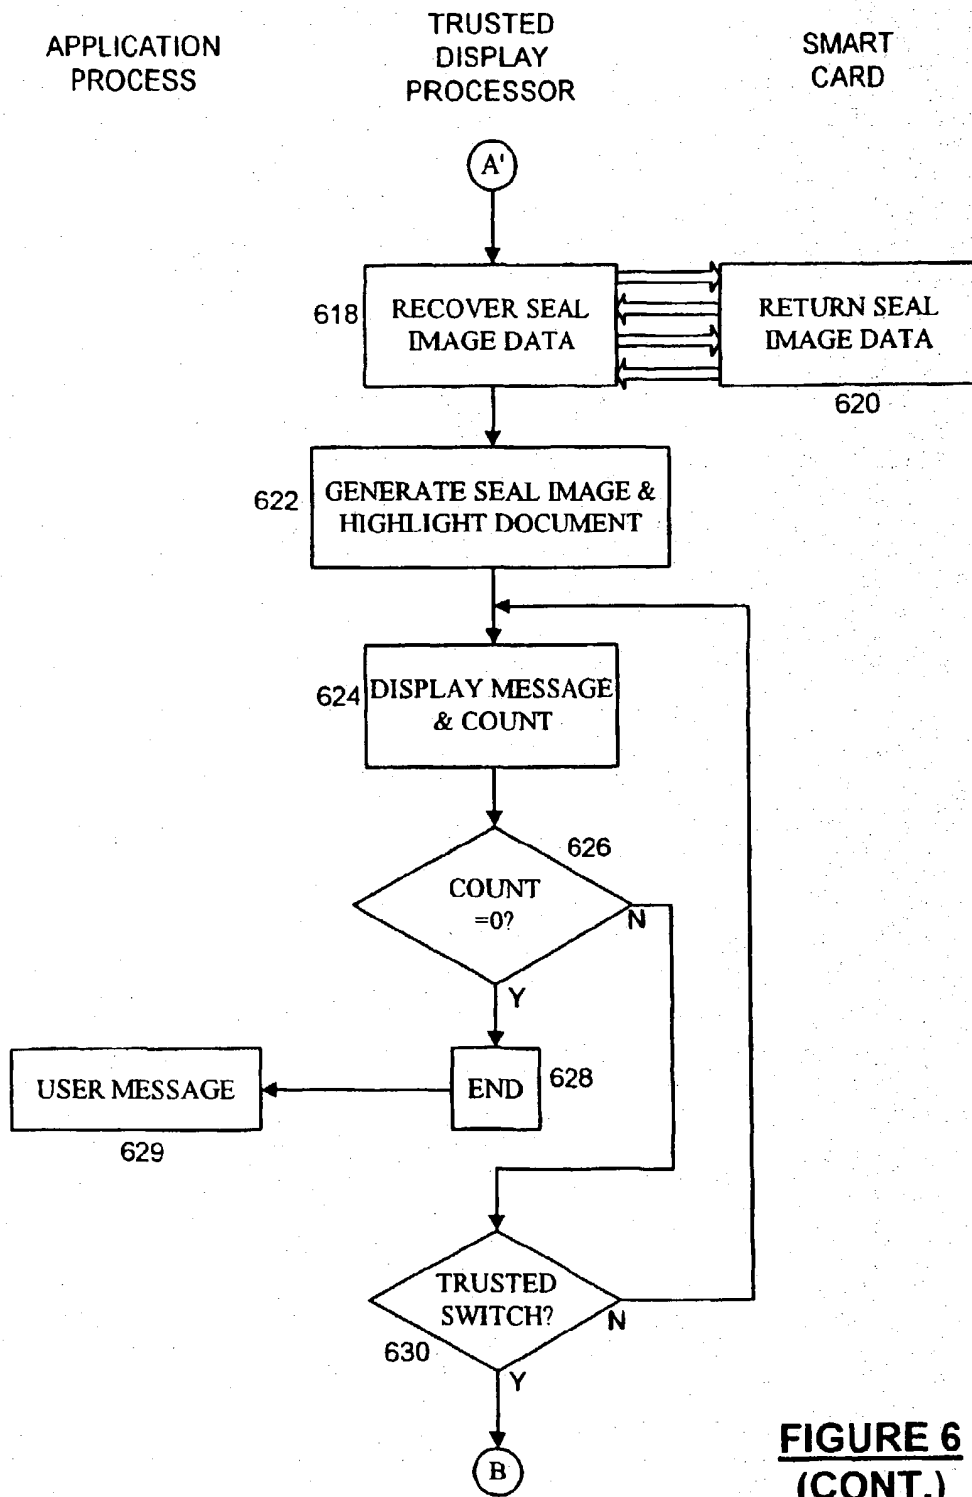 APPLICATION
PROCESS
TRUSTED
DISPLAY
PROCESSOR
SMART
CARD
A'
618
RECOVER SEAL
IMAGE DATA
RETURN SEAL
IMAGE DATA
620
622
GENERATE SEAL IMAGE &
HIGHLIGHT DOCUMENT
624
DISPLAY MESSAGE
& COUNT
626
COUNT
=0?
N
Y
USER MESSAGE
629
END
628
TRUSTED
SWITCH?
N
630
Y
B
FIGURE 6
(CONT.)